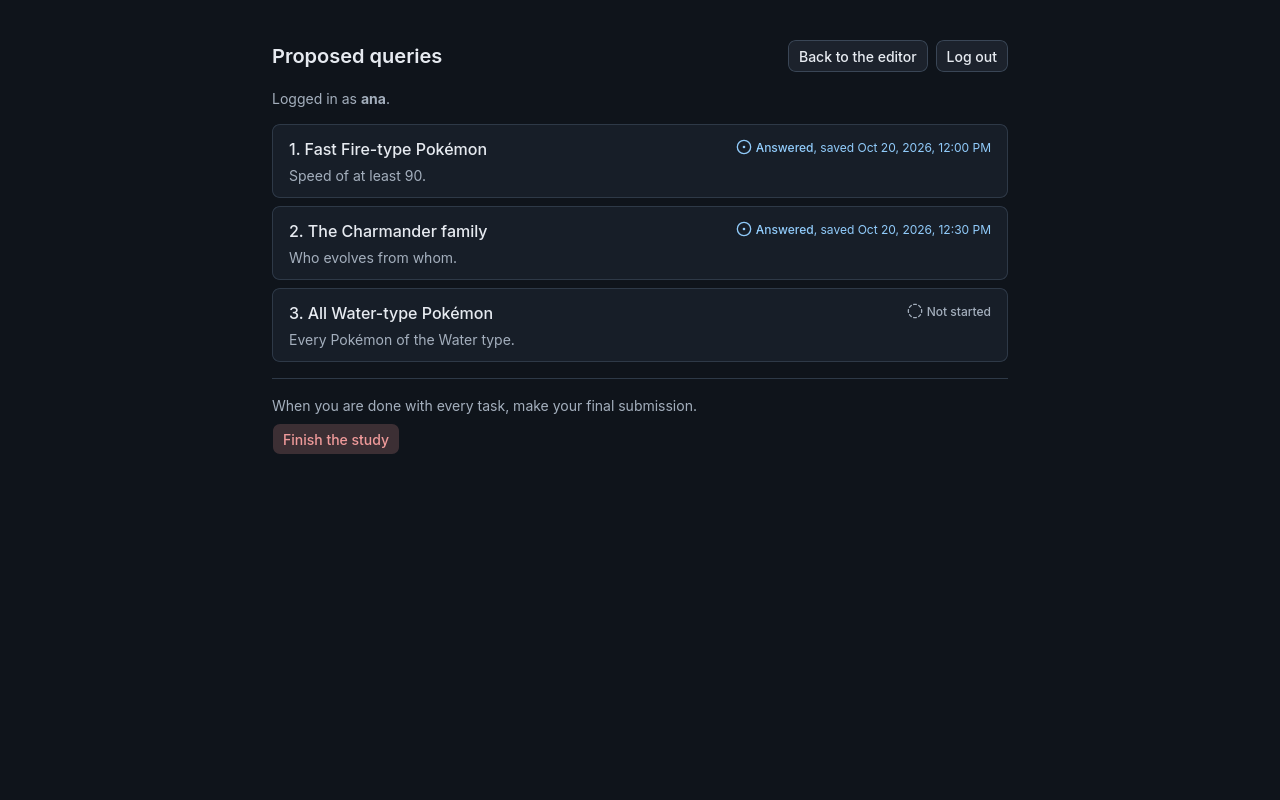 Proposed queries
Back to the editor
Log out
Logged in as ana.
1. Fast Fire-type Pokémon
Answered, saved Oct 20, 2026, 12:00 PM
Speed of at least 90.
2. The Charmander family
Answered, saved Oct 20, 2026, 12:30 PM
Who evolves from whom.
3. All Water-type Pokémon
Not started
Every Pokémon of the Water type.
When you are done with every task, make your final submission.
Finish the study